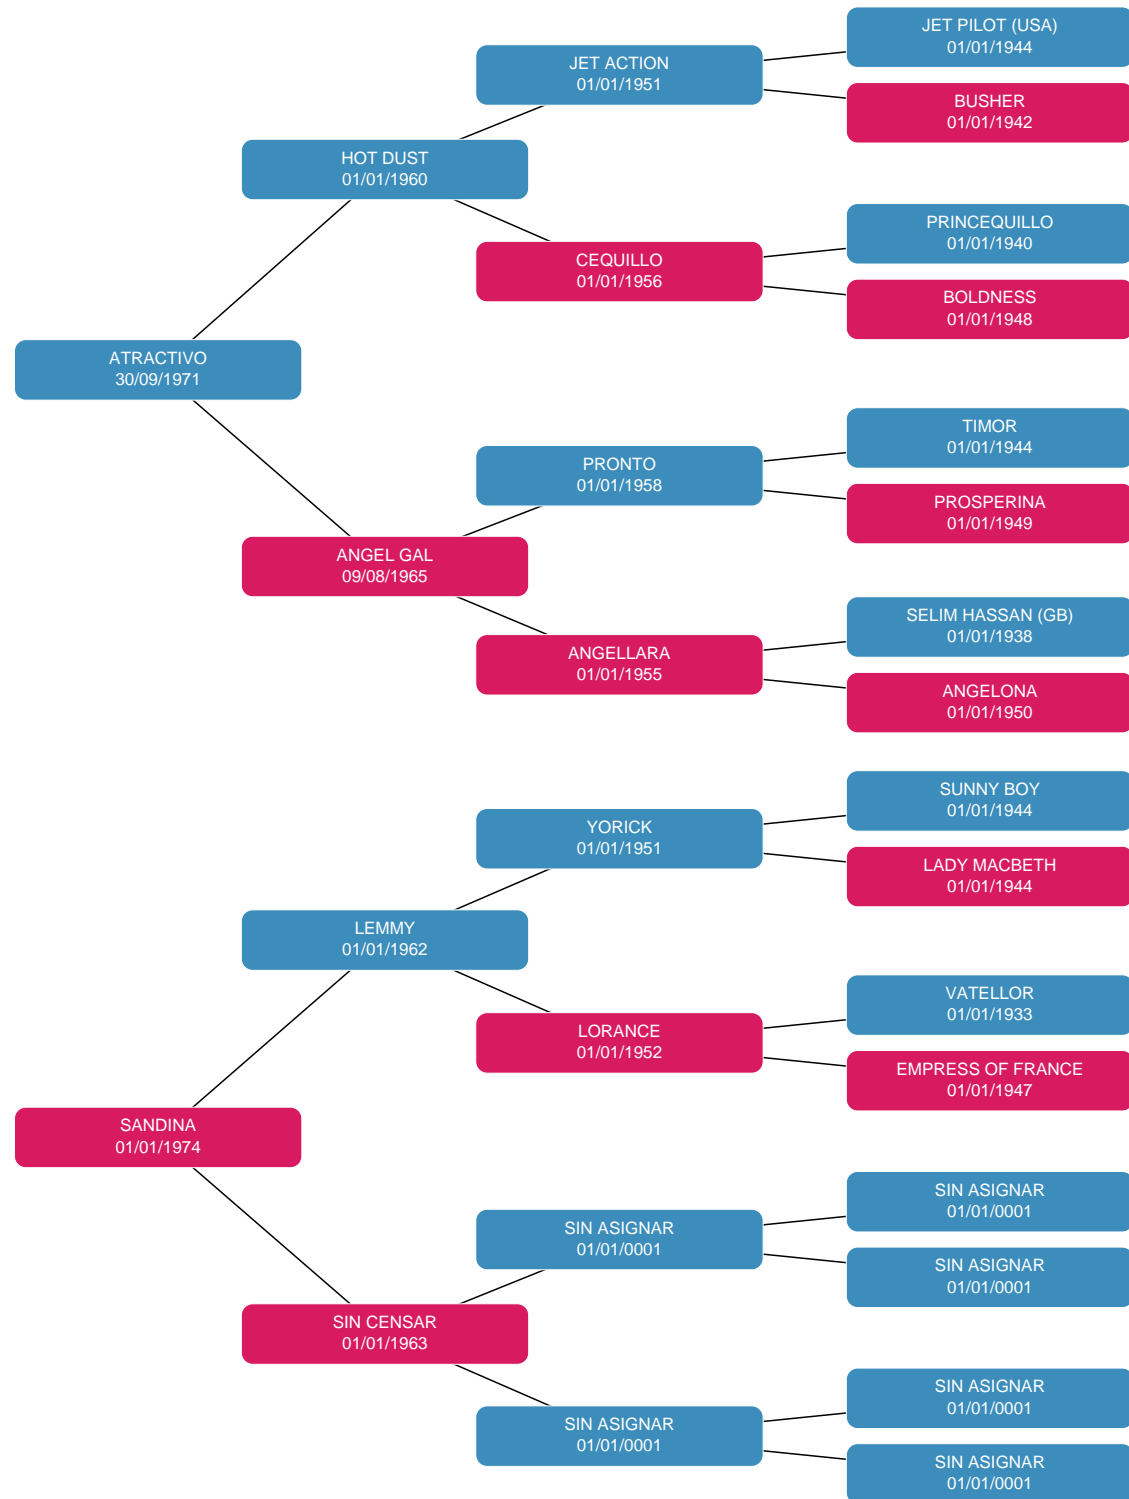 JET PILOT (USA)
01/01/1944
JET ACTION
01/01/1951
BUSHER
01/01/1942
HOT DUST
01/01/1960
PRINCEQUILLO
01/01/1940
CEQUILLO
01/01/1956
BOLDNESS
01/01/1948
ATRACTIVO
30/09/1971
TIMOR
01/01/1944
PRONTO
01/01/1958
PROSPERINA
01/01/1949
ANGEL GAL
09/08/1965
SELIM HASSAN (GB)
01/01/1938
ANGELLARA
01/01/1955
ANGELONA
01/01/1950
SUNNY BOY
01/01/1944
YORICK
01/01/1951
LADY MACBETH
01/01/1944
LEMMY
01/01/1962
VATELLOR
01/01/1933
LORANCE
01/01/1952
EMPRESS OF FRANCE
01/01/1947
SANDINA
01/01/1974
SIN ASIGNAR
01/01/0001
SIN ASIGNAR
01/01/0001
SIN ASIGNAR
01/01/0001
SIN CENSAR
01/01/1963
SIN ASIGNAR
01/01/0001
SIN ASIGNAR
01/01/0001
SIN ASIGNAR
01/01/0001